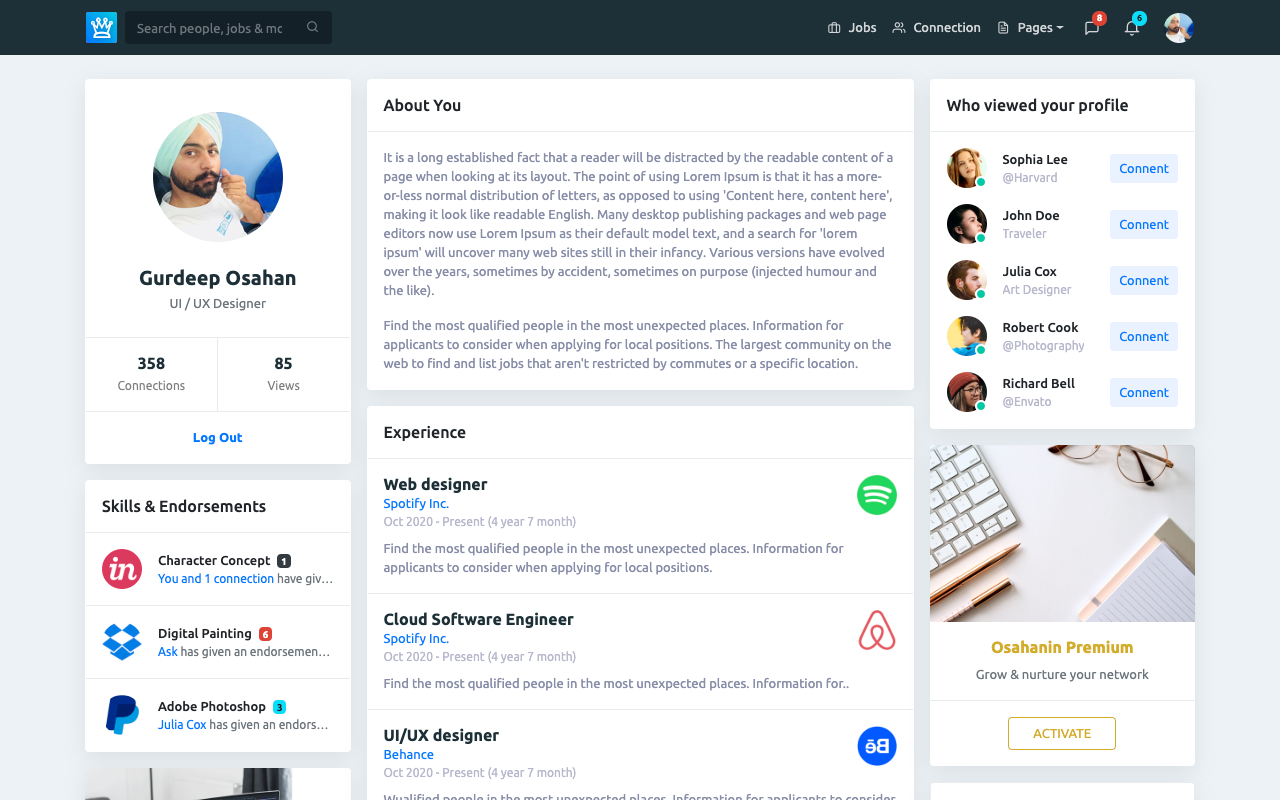 Search people, jobs & mo
Jobs
Connection
Pages
8
6
Gurdeep Osahan
UI / UX Designer
358
Connections
85
Views
Log Out
Skills & Endorsements
in
Character Concept 1
You and 1 connection have giv...
Digital Painting 6
Ask has given an endorsemen...
Adobe Photoshop 3
Julia Cox has given an endors...
About You
It is a long established fact that a reader will be distracted by the readable content of a
page when looking at its layout. The point of using Lorem Ipsum is that it has a more-
or-less normal distribution of letters, as opposed to using 'Content here, content here',
making it look like readable English. Many desktop publishing packages and web page
editors now use Lorem Ipsum as their default model text, and a search for 'lorem
ipsum' will uncover many web sites still in their infancy. Various versions have evolved
over the years, sometimes by accident, sometimes on purpose (injected humour and
the like).
Find the most qualified people in the most unexpected places. Information for
applicants to consider when applying for local positions. The largest community on the
web to find and list jobs that aren't restricted by commutes or a specific location.
Experience
Web designer
Spotify Inc.
Oct 2020 - Present (4 year 7 month)
Find the most qualified people in the most unexpected places. Information for
applicants to consider when applying for local positions.
Cloud Software Engineer
Spotify Inc.
Oct 2020 - Present (4 year 7 month)
Find the most qualified people in the most unexpected places. Information for..
UI/UX designer
Behance
Oct 2020 - Present (4 year 7 month)
Wualified people in the most unexpected places. Information for applicants to consider
Bē
Who viewed your profile
Sophia Lee
@Harvard
Connent
John Doe
Traveler
Connent
Julia Cox
Art Designer
Connent
Robert Cook
@Photography
Connent
Richard Bell
@Envato
Connent
Osahanin Premium
Grow & nurture your network
ACTIVATE